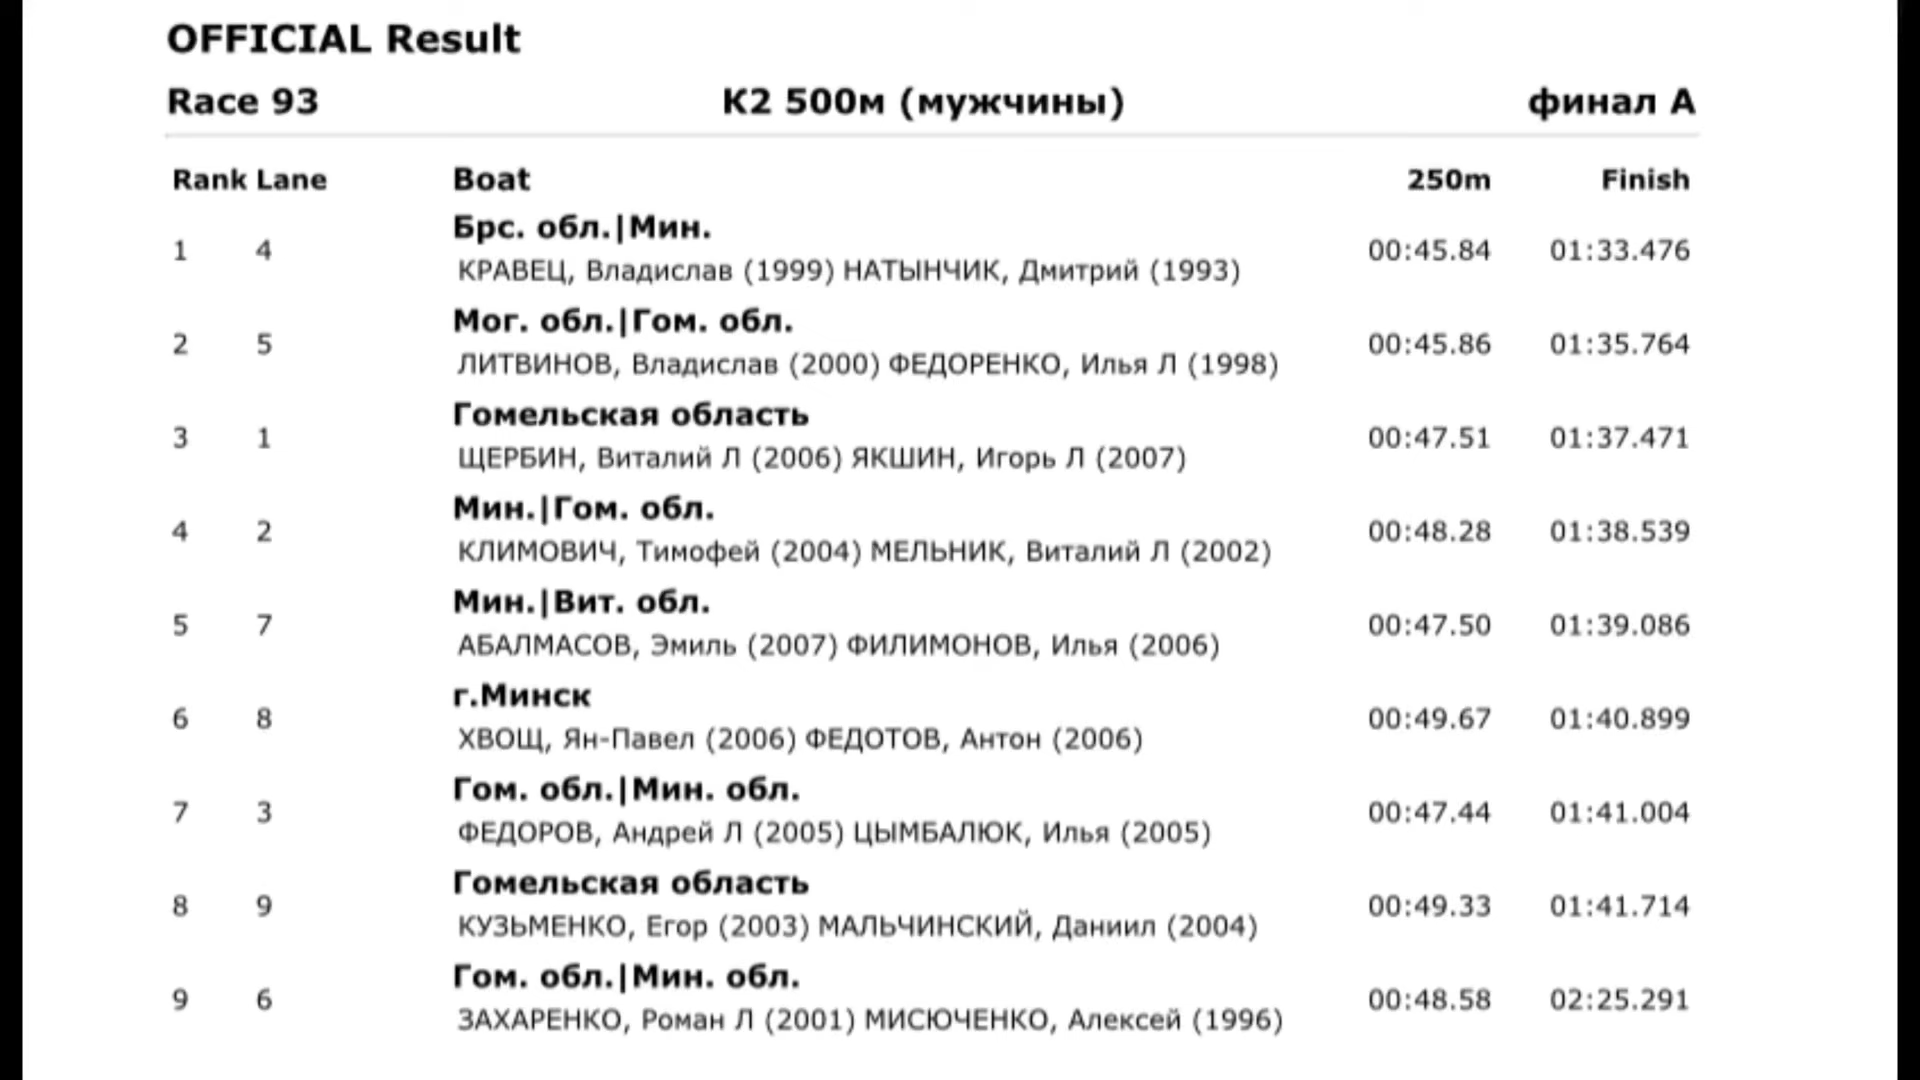 OFFICIAL Result
Race 93 К2 500м (мужчины) финал А
Rank Lane Boat 250m Finish
Брс. обл.|Мин.
1 4 00:45.84 01:33.476
КРАВЕЦ, Владислав (1999) НАТЫНЧИК, Дмитрий (1993)
Мог. обл.|Гом. обл.
2 5 00:45.86 01:35.764
ЛИТВИНОВ, Владислав (2000) ФЕДОРЕНКО, Илья Л (1998)
Гомельская область
3 1 00:47.51 01:37.471
ЩЕРБИН, Виталий Л (2006) ЯКШИН, Игорь Л (2007)
Мин.|Гом. обл.
4 2 00:48.28 01:38.539
КЛИМОВИЧ, Тимофей (2004) МЕЛЬНИК, Виталий Л (2002)
Мин.|Вит. обл.
5 7 00:47.50 01:39.086
АБАЛМАСОВ, Эмиль (2007) ФИЛИМОНОВ, Илья (2006)
г.Минск
6 8 00:49.67 01:40.899
ХВОЩ, Ян-Павел (2006) ФЕДОТОВ, Антон (2006)
Гом. обл.|Мин. обл.
7 3 00:47.44 01:41.004
ФЕДОРОВ, Андрей Л (2005) ЦЫМБАЛЮК, Илья (2005)
Гомельская область
8 9 00:49.33 01:41.714
КУЗЬМЕНКО, Егор (2003) МАЛЬЧИНСКИЙ, Даниил (2004)
Гом. обл.|Мин. обл.
9 6 00:48.58 02:25.291
ЗАХАРЕНКО, Роман Л (2001) МИСЮЧЕНКО, Алексей (1996)